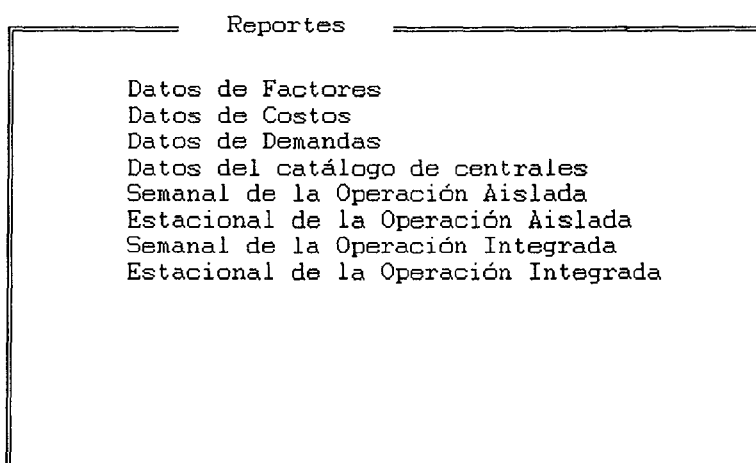 Reportes
Datos de Factores
Datos de Costos
Datos de Demandas
Datos del catálogo de centrales
Semanal de la Operación Aislada
Estacional de la Operación Aislada
Semanal de la Operación Integrada
Estacional de la Operación Integrada